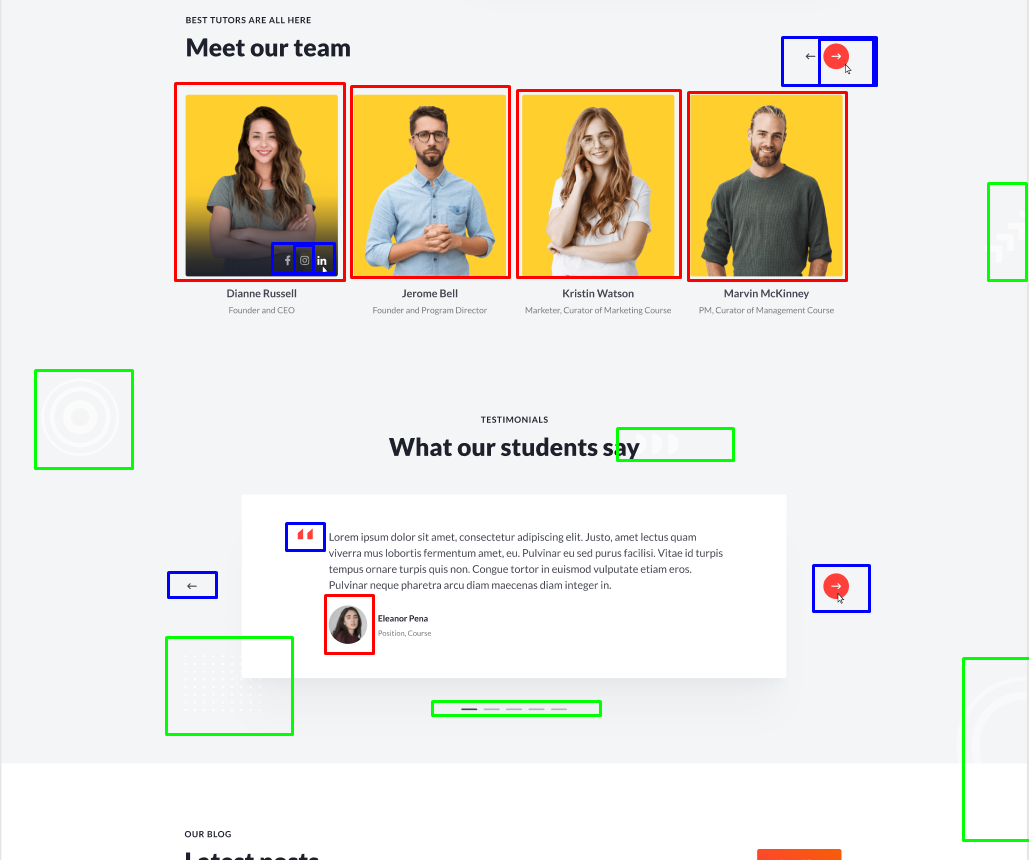 BEST TUTORS ARE ALL HERE
Meet our team
Dianne Russell
Founder and CEO
Jerome Bell
Founder and Program Director
Kristin Watson
Marketer, Curator of Marketing Course
Marvin McKinney
PM, Curator of Management Course
TESTIMONIALS
What our students say
Lorem ipsum dolor sit amet, consectetur adipiscing elit. Justo, amet lectus quam
viverra mus lobortis fermentum amet, eu. Pulvinar eu sed purus facilisi. Vitae id turpis
tempus ornare turpis quis non. Congue tortor in euismod vulputate etiam eros.
Pulvinar neque pharetra arcu diam maecenas diam integer in.
Eleanor Pena
Position, Course
OUR BLOG
Latest posts